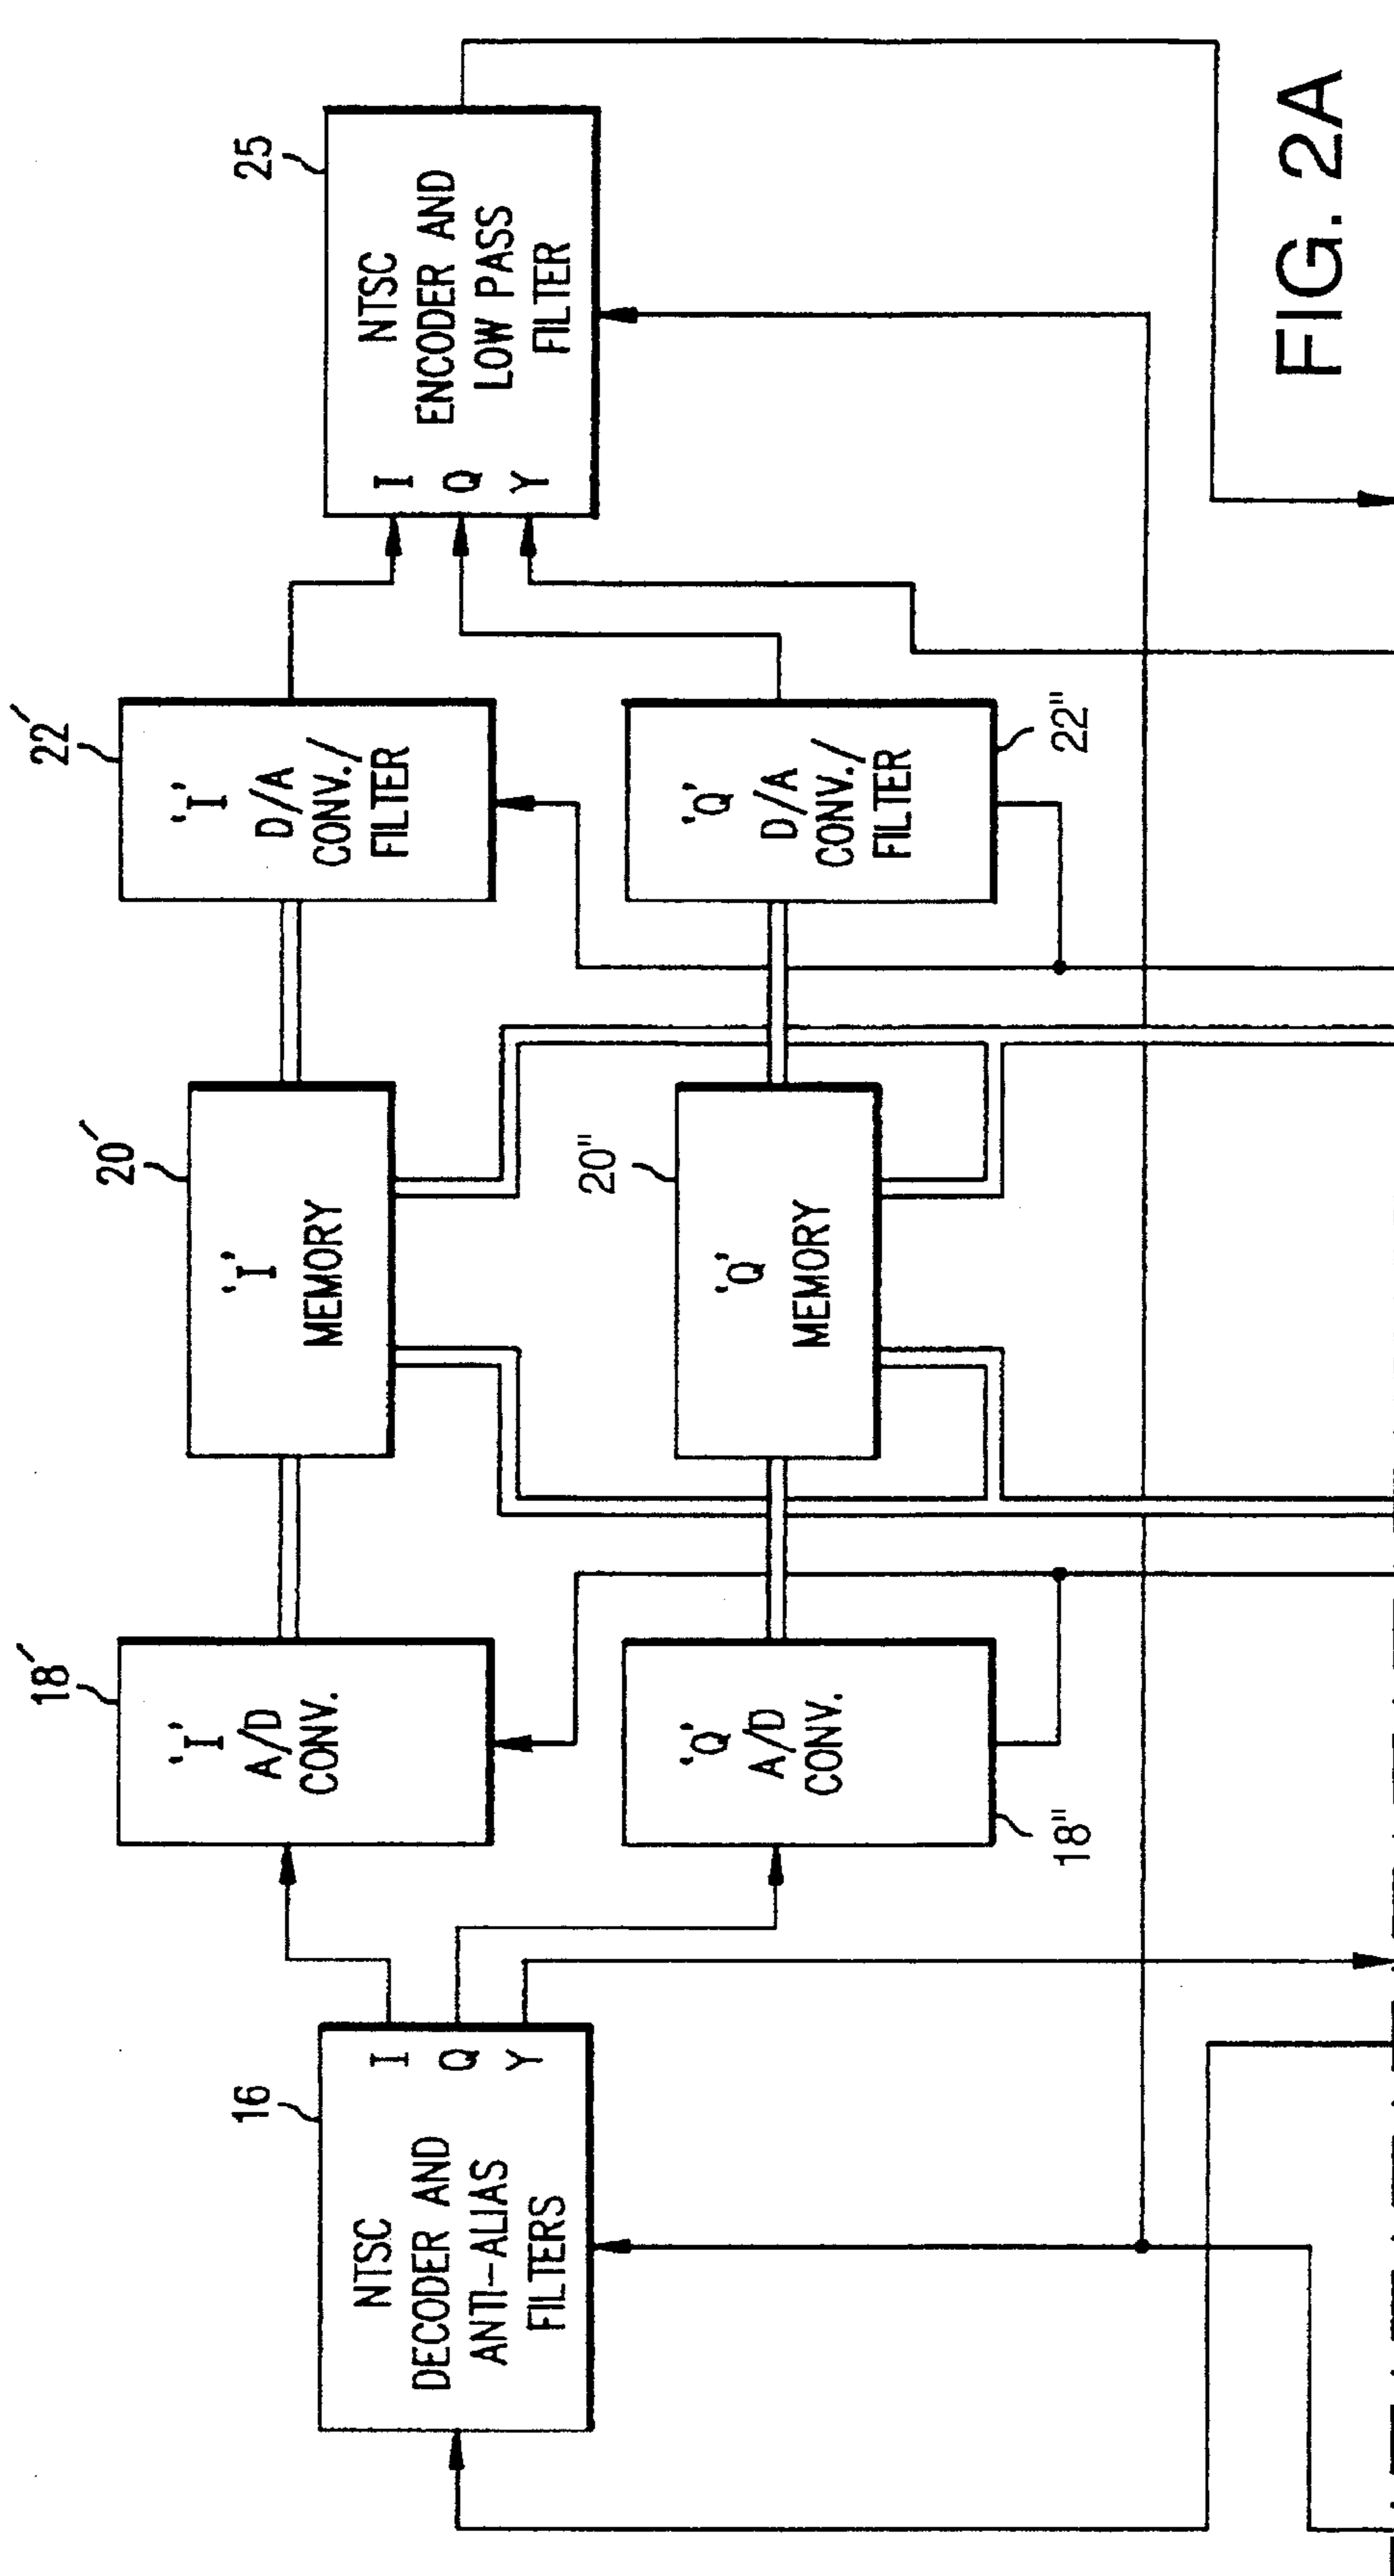 16
NTSC
DECODER AND
ANTI-ALIAS
FILTERS
I
Q
Y
18'
'I'
A/D
CONV.
'Q'
A/D
CONV.
18"
20'
'I'
MEMORY
20"
'Q'
MEMORY
22'
'I'
D/A
CONV./
FILTER
'Q'
D/A
CONV./
FILTER
22"
25
I
Q
Y
NTSC
ENCODER AND
LOW PASS
FILTER
FIG. 2A